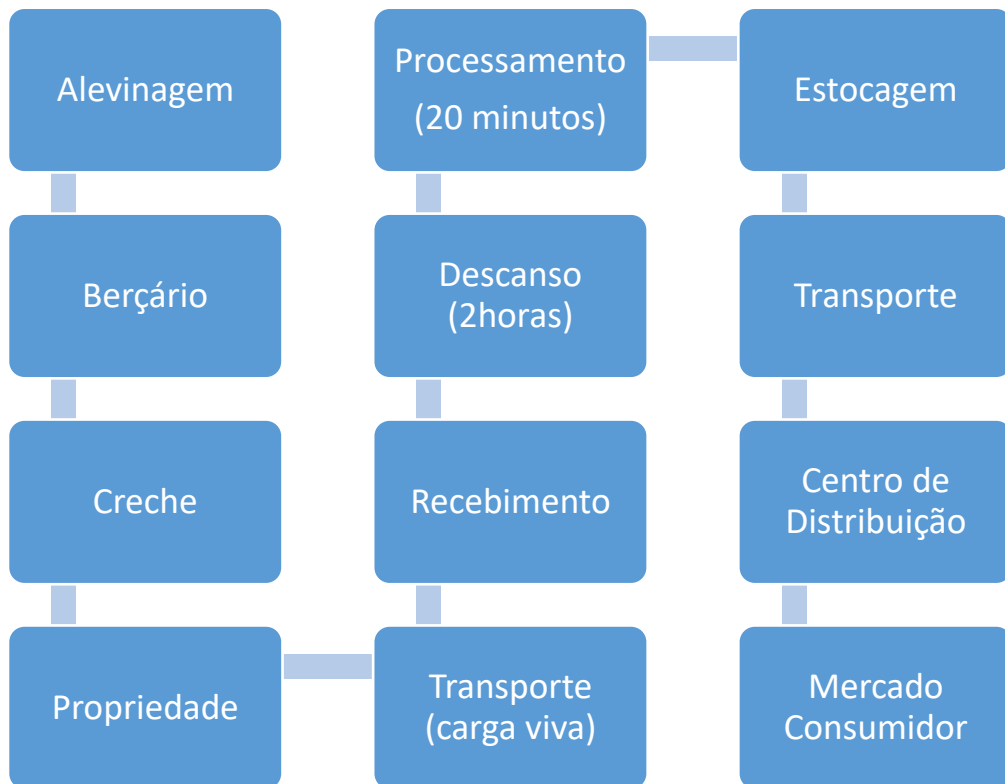 Alevinagem
Berçário
Creche
Propriedade
Transporte
(carga viva)
Recebimento
Descanso
(2horas)
Processamento
(20 minutos)
Estocagem
Transporte
Centro de
Distribuição
Mercado
Consumidor